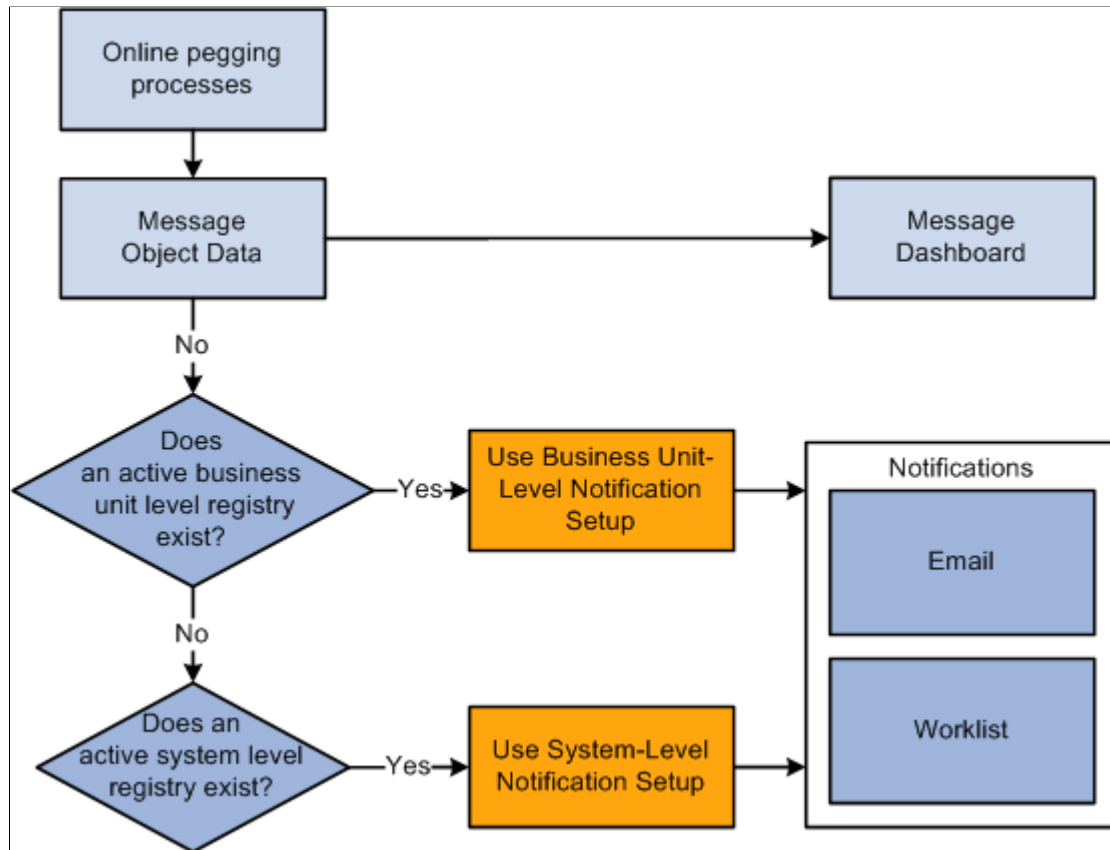 Online pegging
processes
Message
Object Data
Message
Dashboard
No
Does
an active business
unit level registry
exist?
Yes
Use Business Unit-
Level Notification
Setup
Notifications
Email
No
Does an
active system level
registry exist?
Yes
Use System-Level
Notification Setup
Worklist